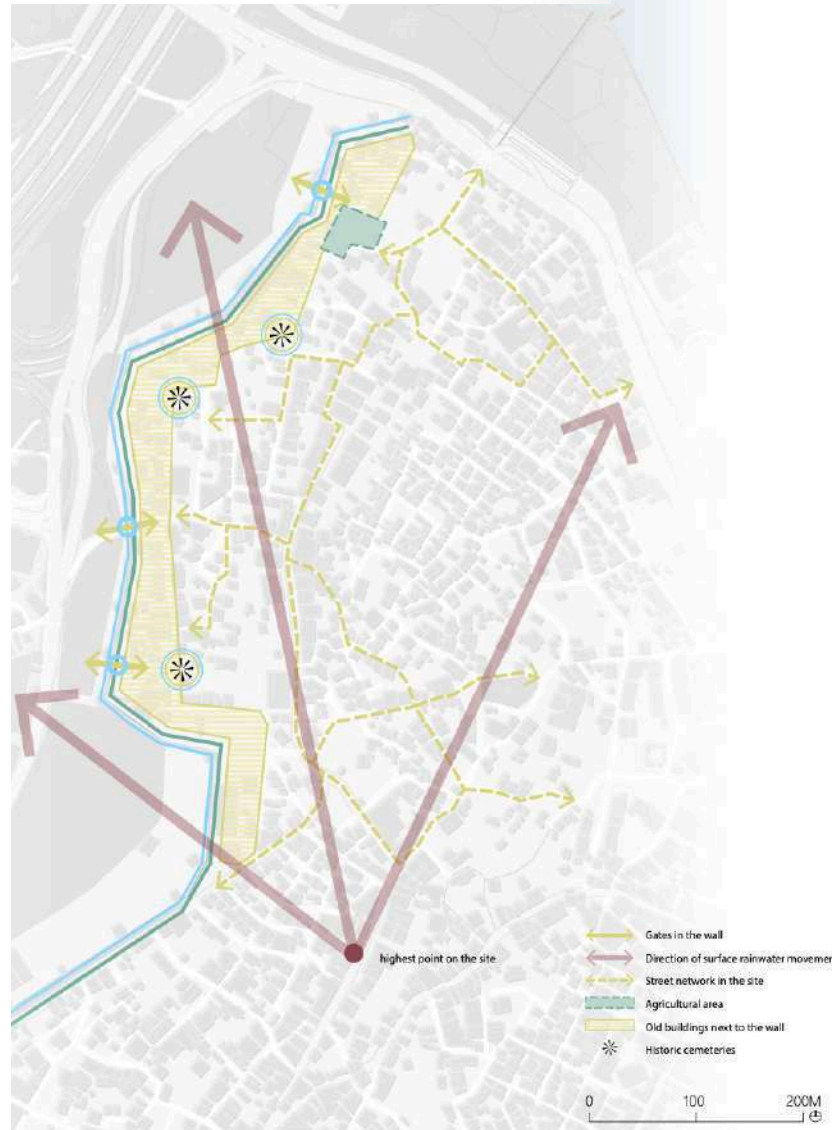 highest point on the site
Gates in the wall
Direction of surface rainwater movemer
Street network in the site
Agricultural area
Old buildings next to the wall
Historic cemeteries
0 100 200M